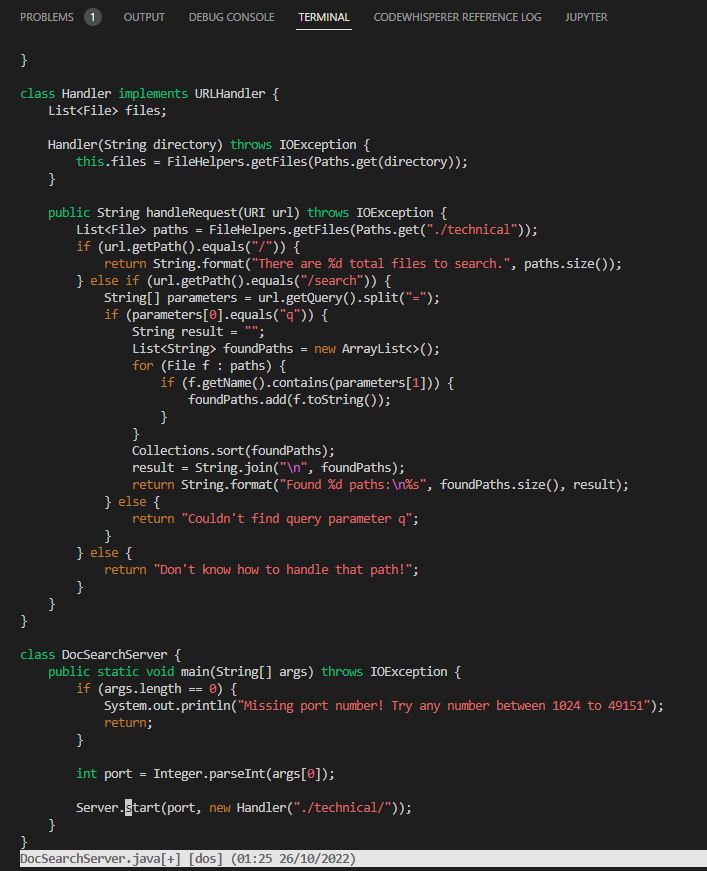 PROBLEMS 1 OUTPUT DEBUG CONSOLE TERMINAL CODEWHISPERER REFERENCE LOG JUPYTER
}
class Handler implements URLHandler {
    List<File> files;
    Handler(String directory) throws IOException {
        this.files = FileHelpers.getFiles(Paths.get(directory));
    }
    public String handleRequest(URI url) throws IOException {
        List<File> paths = FileHelpers.getFiles(Paths.get("./technical"));
        if (url.getPath().equals("/")) {
            return String.format("There are %d total files to search.", paths.size());
        } else if (url.getPath().equals("/search")) {
            String[] parameters = url.getQuery().split("=");
            if (parameters[0].equals("q")) {
                String result = "";
                List<String> foundPaths = new ArrayList<>();
                for (File f : paths) {
                    if (f.getName().contains(parameters[1])) {
                        foundPaths.add(f.toString());
                    }
                }
                Collections.sort(foundPaths);
                result = String.join("\n", foundPaths);
                return String.format("Found %d paths:\n%s", foundPaths.size(), result);
            } else {
                return "Couldn't find query parameter q";
            }
        } else {
            return "Don't know how to handle that path!";
        }
    }
}
class DocSearchServer {
    public static void main(String[] args) throws IOException {
        if (args.length == 0) {
            System.out.println("Missing port number! Try any number between 1024 to 49151");
            return;
        }
        int port = Integer.parseInt(args[0]);
        Server.start(port, new Handler("./technical/"));
    }
}
DocSearchServer.java[+] [dos] (01:25 26/10/2022)